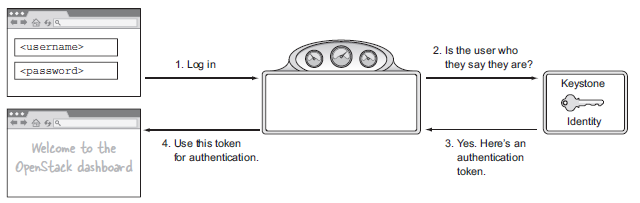 <username>
<password>
1. Log in
2. Is the user who
they say they are?
Keystone
Identity
3. Yes. Here's an
authentication
token.
4. Use this token
for authentication.
Welcome to the
OpenStack dashboard